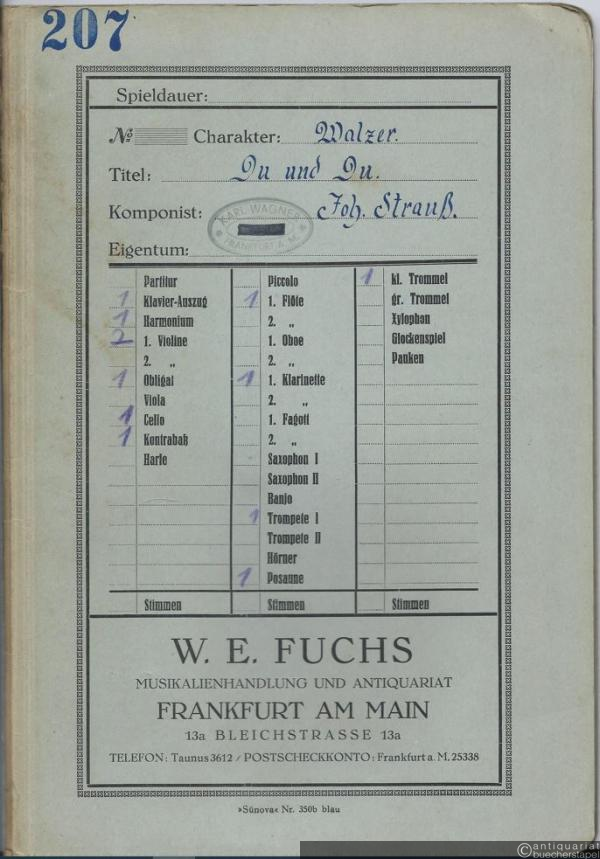 207
Spieldauer:
№ Charakter: Walzer.
Titel: Du und Du.
Komponist: Joh. Strauß.
KARL WAGNER
FRANKFURT A. M.
Eigentum:
Partitur
1 Klavier-Auszug
1 Harmonium
2 1. Violine
2. „
1 Obligat
Viola
1 Cello
1 Kontrabaß
Harfe
Stimmen
Piccolo
1 1. Flöte
2. „
1. Oboe
2. „
1 1. Klarinette
2. „
1. Fagott
2. „
Saxophon I
Saxophon II
Banjo
1 Trompete I
Trompete II
Hörner
1 Posaune
Stimmen
1 kl. Trommel
gr. Trommel
Xylophon
Glockenspiel
Pauken
Stimmen
W. E. FUCHS
MUSIKALIENHANDLUNG UND ANTIQUARIAT
FRANKFURT AM MAIN
13a BLEICHSTRASSE 13a
TELEFON: Taunus 3612 / POSTSCHECKKONTO: Frankfurt a. M. 25338
»Sünova« Nr. 350b blau
©antiquariat
buecherstapel